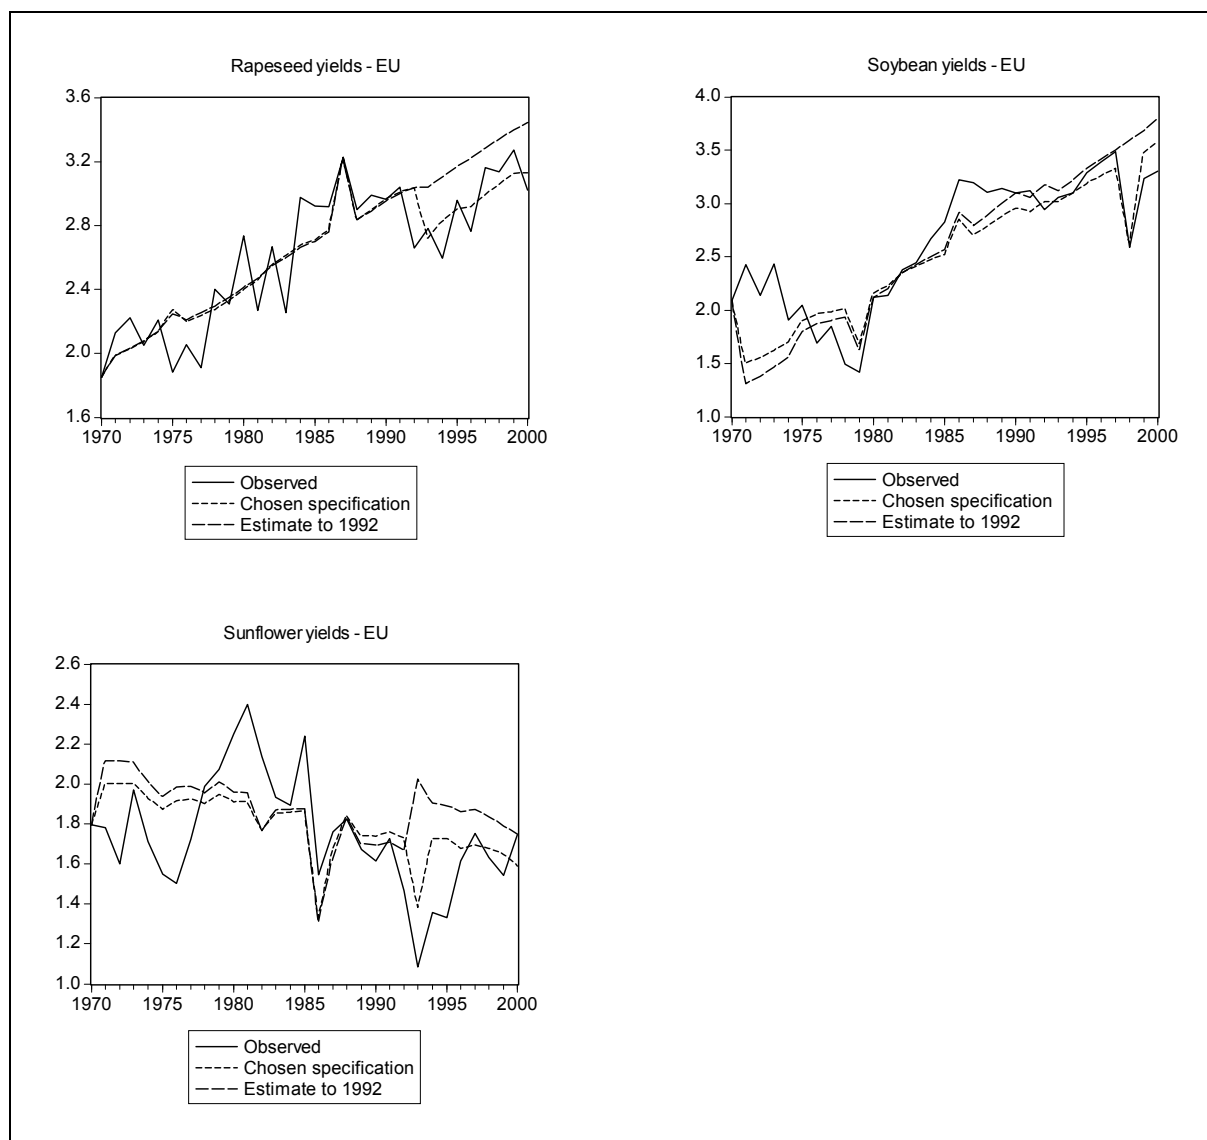 Rapeseed yields - EU
3.6
3.2
2.8
2.4
2.0
1.6
1970 1975 1980 1985 1990 1995 2000
Observed
Chosen specification
Estimate to 1992
Soybean yields - EU
4.0
3.5
3.0
2.5
2.0
1.5
1.0
1970 1975 1980 1985 1990 1995 2000
Observed
Chosen specification
Estimate to 1992
Sunflower yields - EU
2.6
2.4
2.2
2.0
1.8
1.6
1.4
1.2
1.0
1970 1975 1980 1985 1990 1995 2000
Observed
Chosen specification
Estimate to 1992